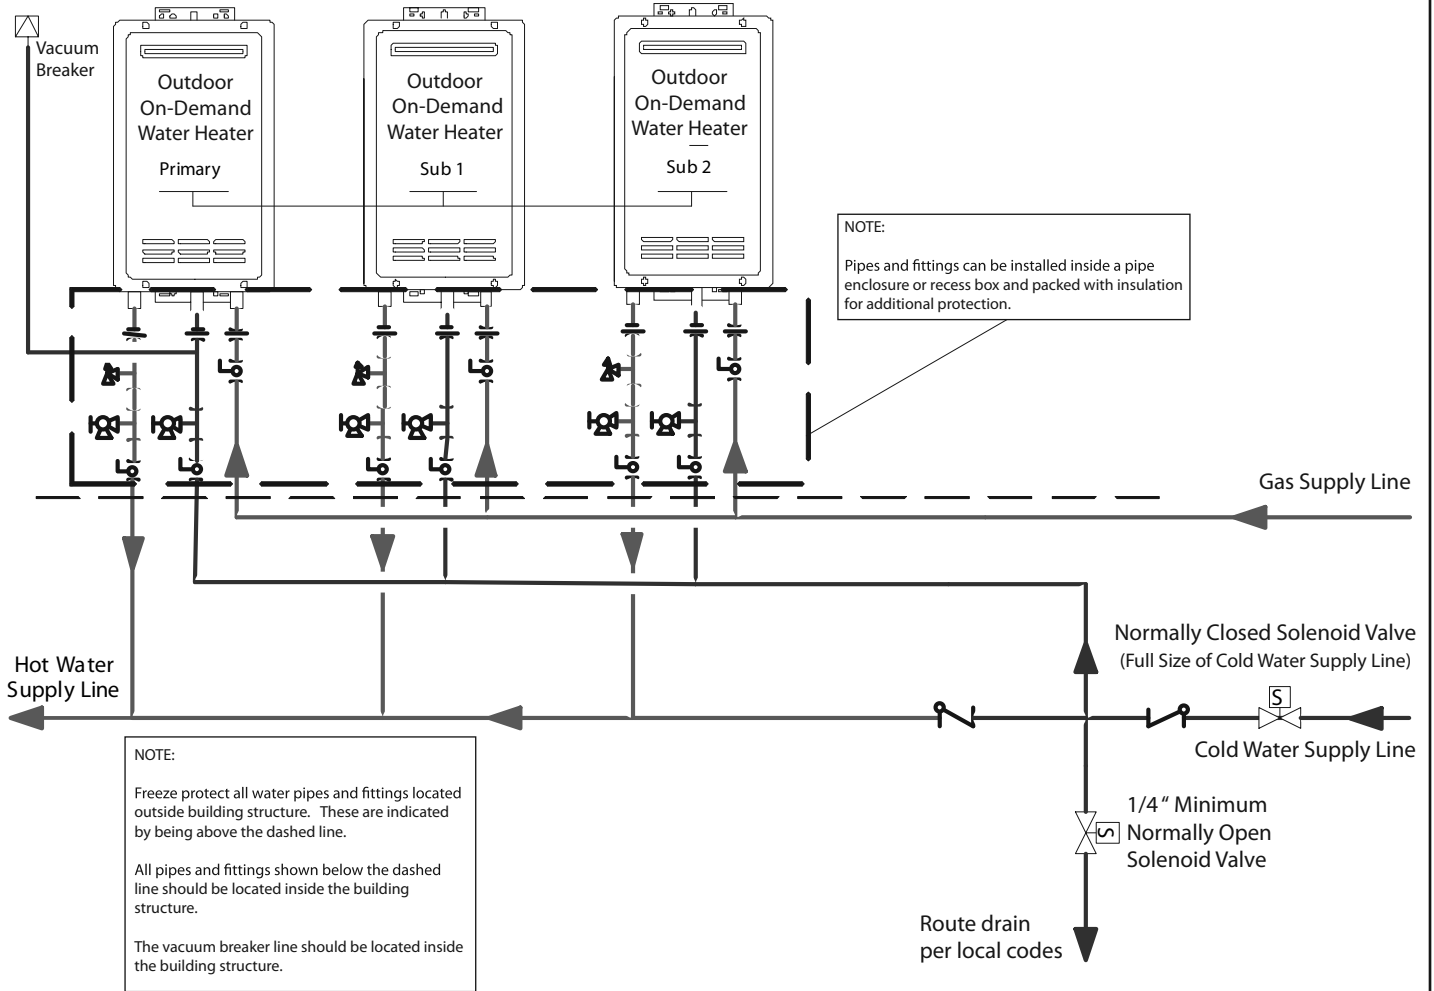 Vacuum
Breaker
Outdoor
On-Demand
Water Heater
Primary
Outdoor
On-Demand
Water Heater
Sub 1
Outdoor
On-Demand
Water Heater
Sub 2
NOTE:
Pipes and fittings can be installed inside a pipe
enclosure or recess box and packed with insulation
for additional protection.
Gas Supply Line
Normally Closed Solenoid Valve
(Full Size of Cold Water Supply Line)
S
Cold Water Supply Line
Hot Water
Supply Line
NOTE:
Freeze protect all water pipes and fittings located
outside building structure. These are indicated
by being above the dashed line.
All pipes and fittings shown below the dashed
line should be located inside the building
structure.
The vacuum breaker line should be located inside
the building structure.
S
1/4 " Minimum
Normally Open
Solenoid Valve
Route drain
per local codes